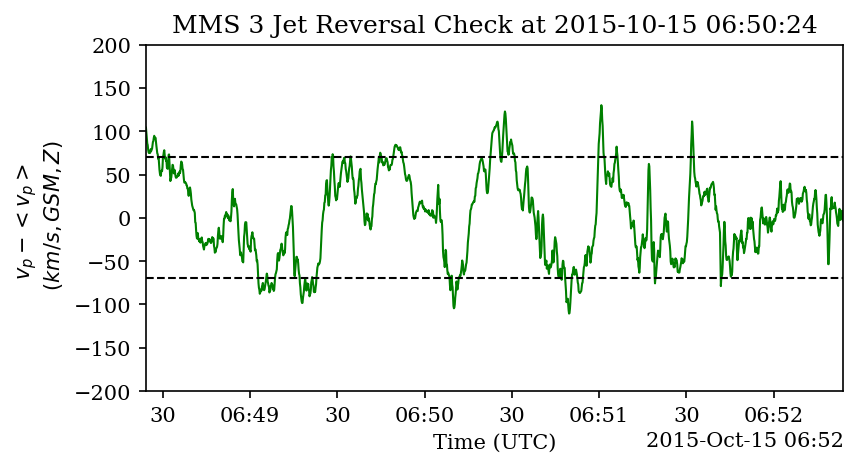 MMS 3 Jet Reversal Check at 2015-10-15 06:50:24
200
150
100
50
0
−50
−100
−150
−200
v_p − < v_p >
(km/s, GSM, Z)
30 06:49 30 06:50 30 06:51 30 06:52
Time (UTC)
2015-Oct-15 06:52